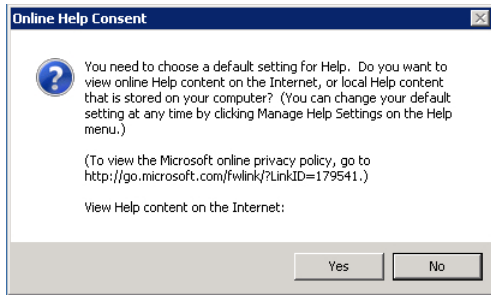 Online Help Consent
You need to choose a default setting for Help. Do you want to
view online Help content on the Internet, or local Help content
that is stored on your computer? (You can change your default
setting at any time by clicking Manage Help Settings on the Help
menu.)
(To view the Microsoft online privacy policy, go to
http://go.microsoft.com/fwlink/?LinkID=179541.)
View Help content on the Internet:
Yes No